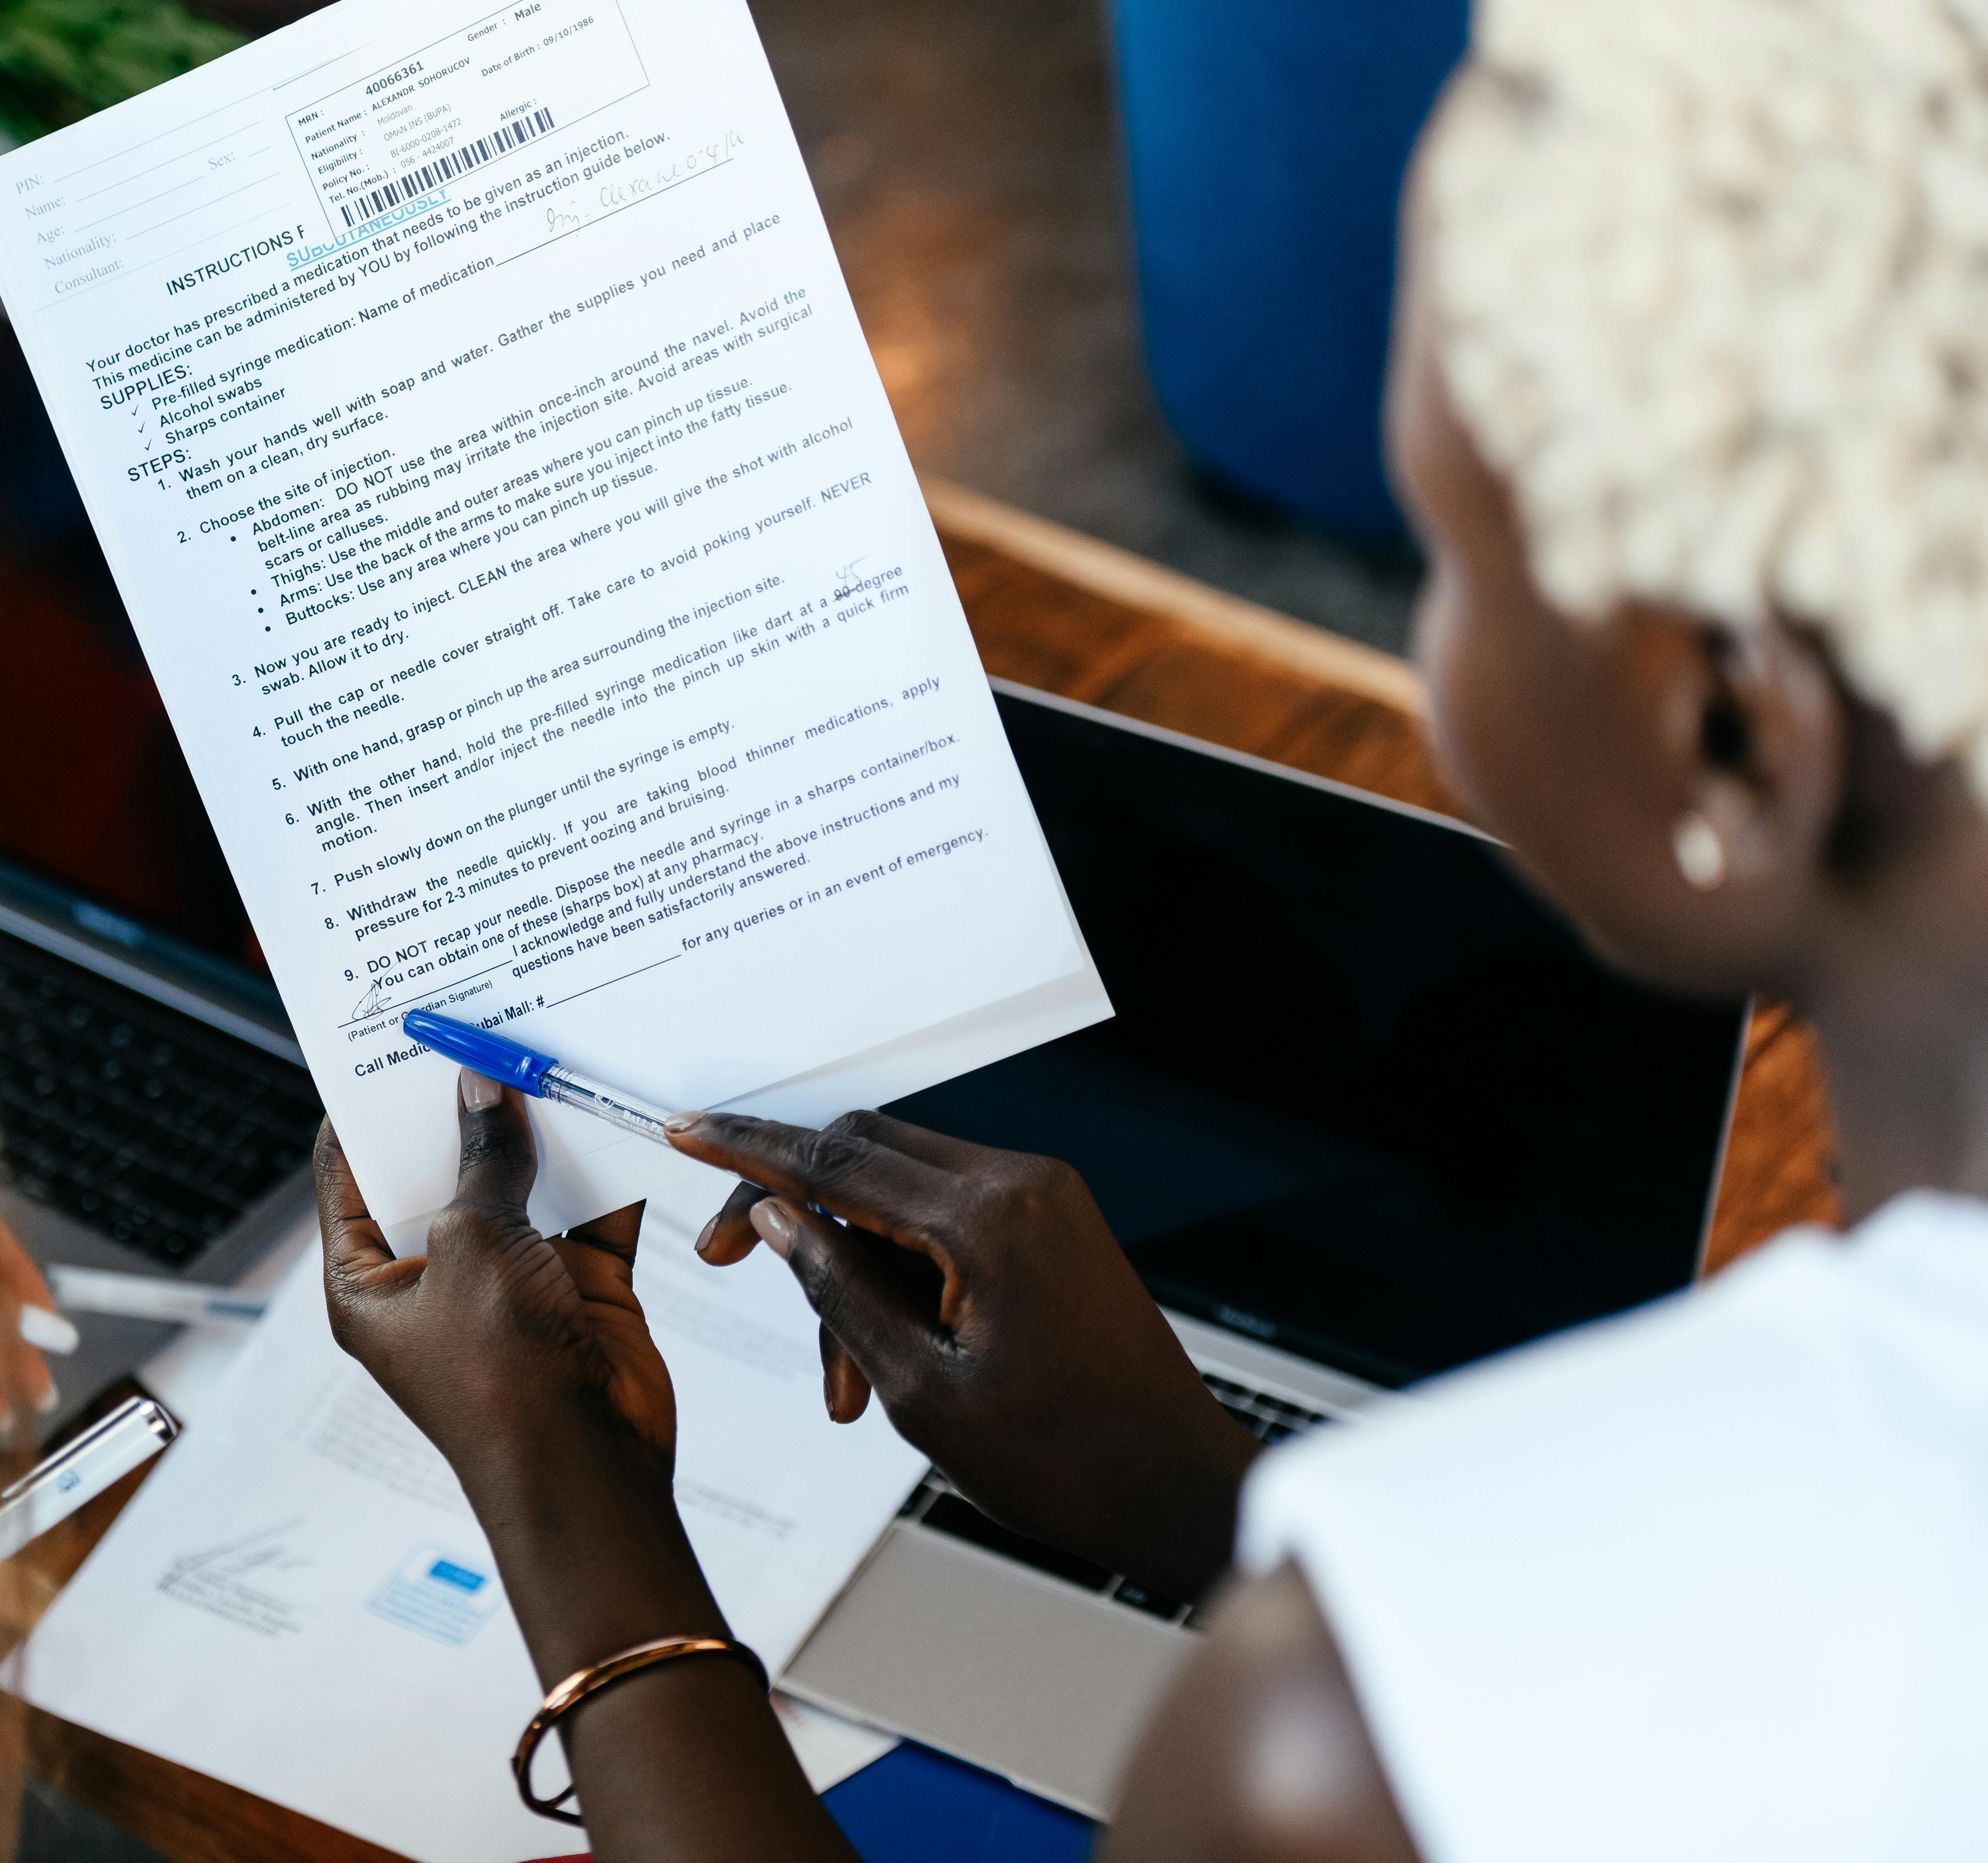 Gender : Male
MRN : 40066361
Patient Name : ALEXANDR SOHORUCOV
Date of Birth : 09/10/1986
Nationality : Moldovan
Eligibility : OMAN INS (BUPA)
Policy No. : BI-6000-0208-1472
Allergic :
Tel. No.(Mob.) : 056 - 4424007
PIN:
Name:
Sex:
Age:
Nationality:
Consultant:
INSTRUCTIONS F
SUBCUTANEOUSLY
Your doctor has prescribed a medication that needs to be given as an injection.
This medicine can be administered by YOU by following the instruction guide below.
SUPPLIES:
✓ Pre-filled syringe medication: Name of medication
✓ Alcohol swabs
✓ Sharps container
STEPS:
1. Wash your hands well with soap and water. Gather the supplies you need and place
them on a clean, dry surface.
2. Choose the site of injection.
• Abdomen: DO NOT use the area within once-inch around the navel. Avoid the
belt-line area as rubbing may irritate the injection site. Avoid areas with surgical
scars or calluses.
• Thighs: Use the middle and outer areas where you can pinch up tissue.
• Arms: Use the back of the arms to make sure you inject into the fatty tissue.
• Buttocks: Use any area where you can pinch up tissue.
3. Now you are ready to inject. CLEAN the area where you will give the shot with alcohol
swab. Allow it to dry.
4. Pull the cap or needle cover straight off. Take care to avoid poking yourself. NEVER
touch the needle.
5. With one hand, grasp or pinch up the area surrounding the injection site.
45
6. With the other hand, hold the pre-filled syringe medication like dart at a 90 degree
angle. Then insert and/or inject the needle into the pinch up skin with a quick firm
motion.
7. Push slowly down on the plunger until the syringe is empty.
8. Withdraw the needle quickly. If you are taking blood thinner medications, apply
pressure for 2-3 minutes to prevent oozing and bruising.
9. DO NOT recap your needle. Dispose the needle and syringe in a sharps container/box.
You can obtain one of these (sharps box) at any pharmacy.
I acknowledge and fully understand the above instructions and my
questions have been satisfactorily answered.
(Patient or Gu rdian Signature)
Call Medic ubai Mall: # for any queries or in an event of emergency.